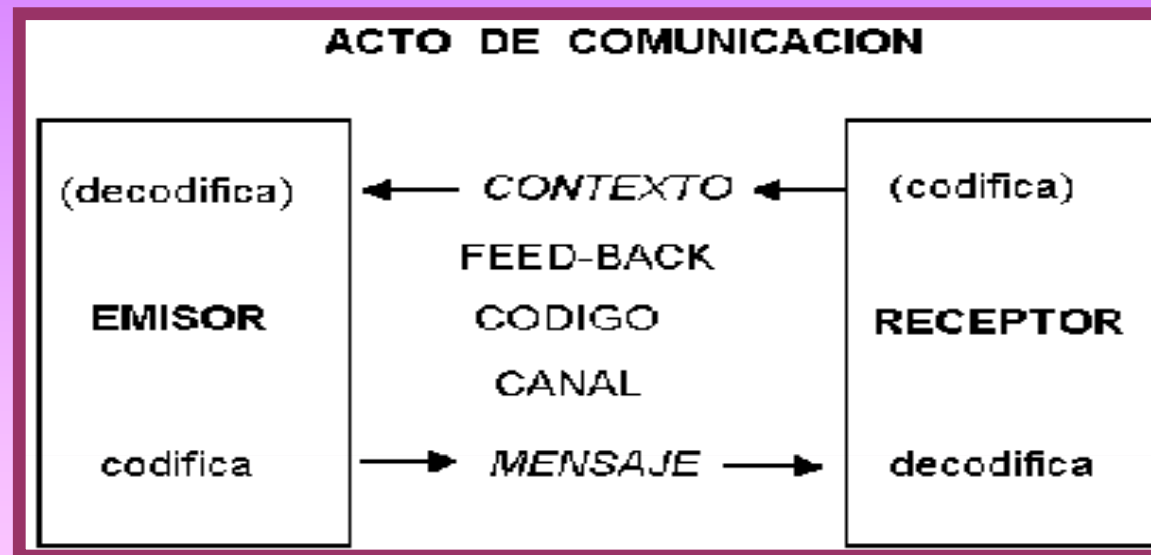 ACTO DE COMUNICACION
(decodifica) CONTEXTO (codifica)
FEED-BACK
EMISOR CODIGO RECEPTOR
CANAL
codifica MENSAJE decodifica